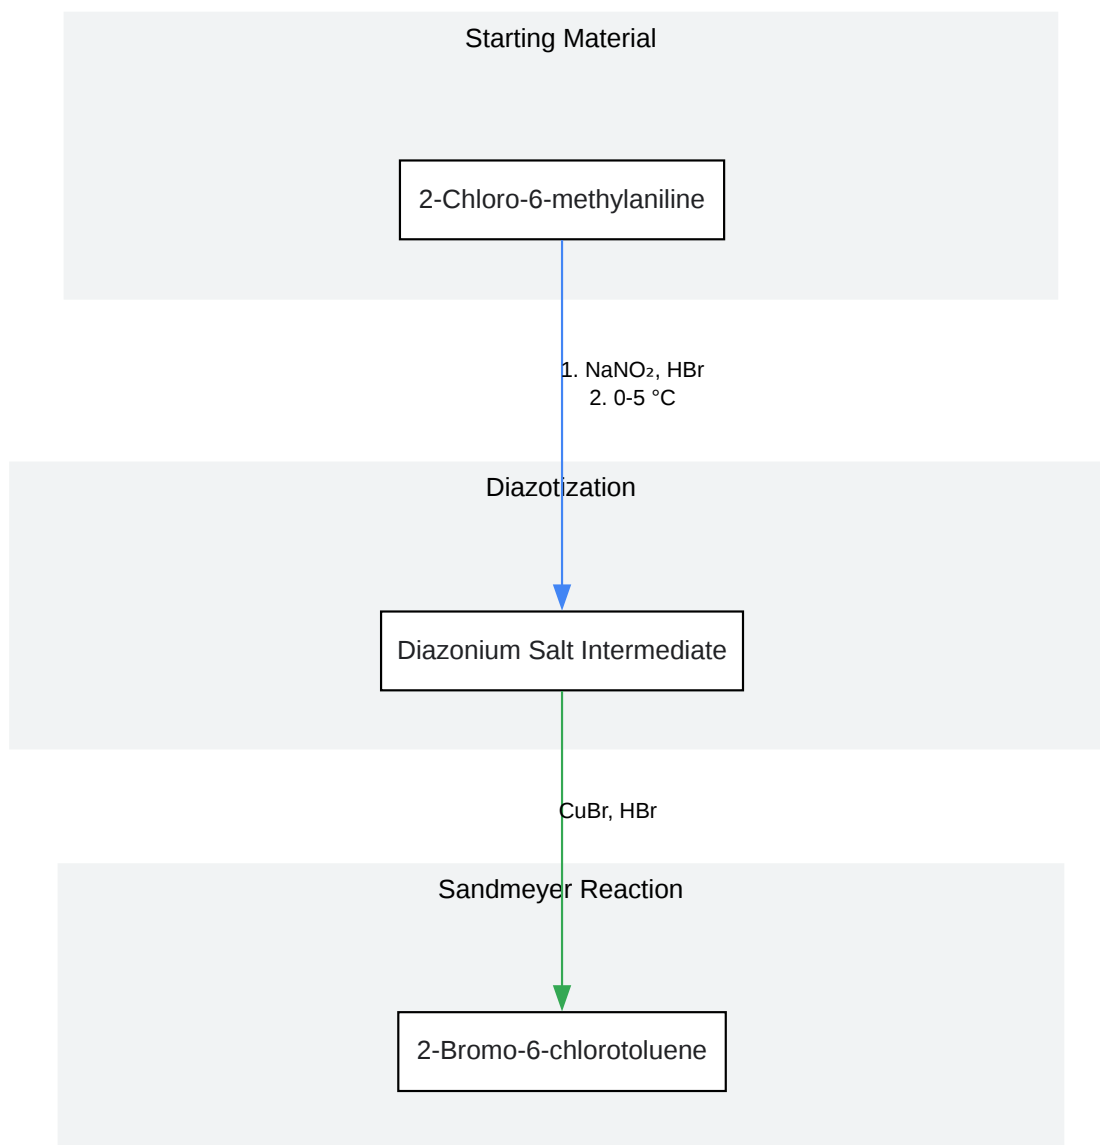 Starting Material
2-Chloro-6-methylaniline
1. NaNO₂, HBr
2. 0-5 °C
Diazotization
Diazonium Salt Intermediate
CuBr, HBr
Sandmeyer Reaction
2-Bromo-6-chlorotoluene